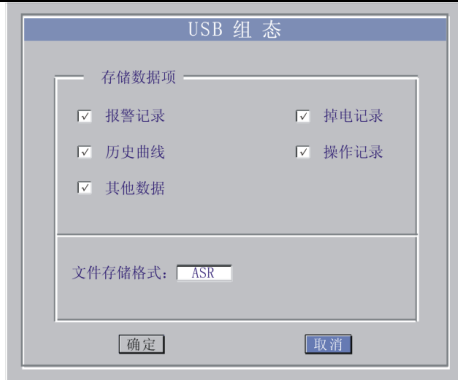 USB 组 态
存储数据项
报警记录 掉电记录
历史曲线 操作记录
其他数据
文件存储格式: ASR
确定 取消